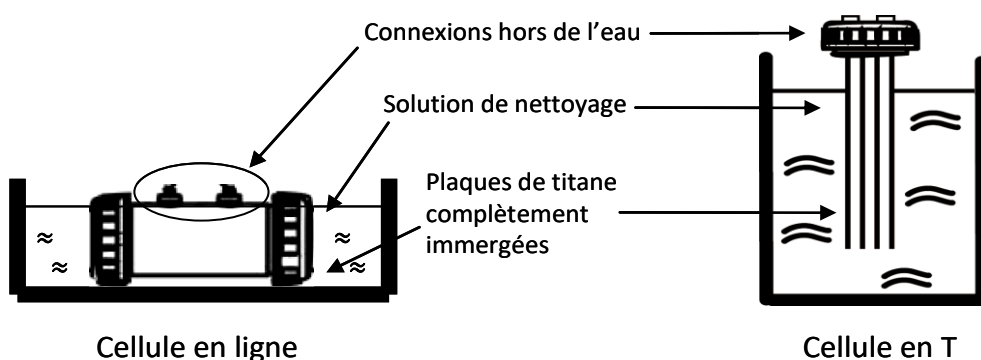 Connexions hors de l’eau
Solution de nettoyage
Plaques de titane
complètement
immergées
Cellule en ligne
Cellule en T